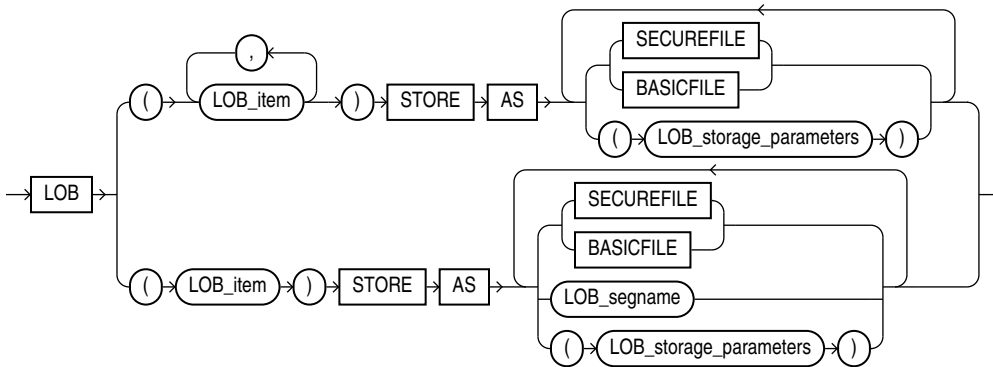 SECUREFILE
,
BASICFILE
( LOB_item ) STORE AS
( LOB_storage_parameters )
LOB
SECUREFILE
BASICFILE
( LOB_item ) STORE AS
LOB_segname
( LOB_storage_parameters )